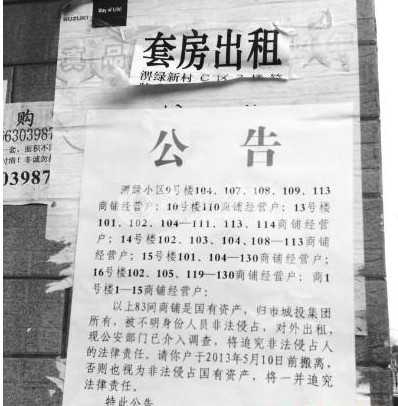 SUZUKI
Way of Life!
套房出租
渭绿新村 C区
购
6630398
03987
公告
渭绿小区9号楼104、107、108、109、113
商铺经营户；10号楼110商铺经营户；13号楼
101、102、104—111、113、114商铺经营
户；14号楼102、103、104、108—113商铺
经营户；15号楼101、104—130商铺经营户；
16号楼102、105、119—130商铺经营户；商1
号楼1—15商铺经营户：
以上83间商铺是国有资产，归市城投集团
所有，被不明身份人员非法侵占，对外出租，
现公安部门已介入调查，将追究非法侵占人
的法律责任。请你户于2013年5月10日前搬离，
否则也视为非法侵占国有资产，将一并追究
法律责任。
特此公告